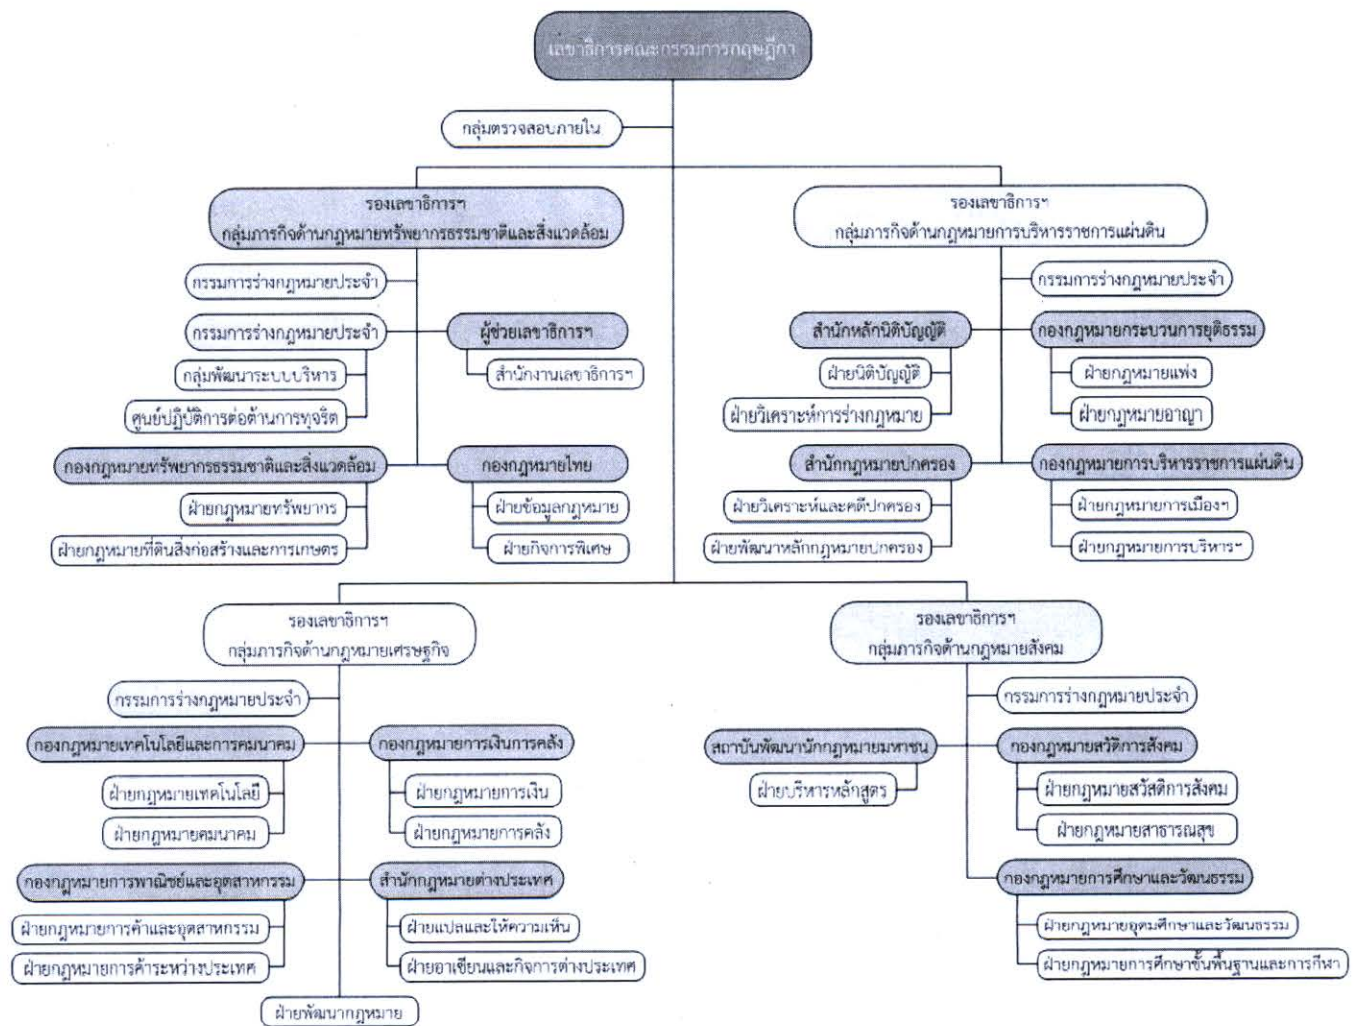 เลขาธิการคณะกรรมการกฤษฎีกา
กลุ่มตรวจสอบภายใน
รองเลขาธิการฯ
กลุ่มภารกิจด้านกฎหมายทรัพยากรธรรมชาติและสิ่งแวดล้อม
กรรมการร่างกฎหมายประจำ
กรรมการร่างกฎหมายประจำ
ผู้ช่วยเลขาธิการฯ
กลุ่มพัฒนาระบบบริหาร
สำนักงานเลขาธิการฯ
ศูนย์ปฏิบัติการต่อต้านการทุจริต
กองกฎหมายทรัพยากรธรรมชาติและสิ่งแวดล้อม
กองกฎหมายไทย
ฝ่ายกฎหมายทรัพยากร
ฝ่ายข้อมูลกฎหมาย
ฝ่ายกฎหมายที่ดินสิ่งก่อสร้างและการเกษตร
ฝ่ายกิจการพิเศษ
รองเลขาธิการฯ
กลุ่มภารกิจด้านกฎหมายการบริหารราชการแผ่นดิน
กรรมการร่างกฎหมายประจำ
สำนักหลักนิติบัญญัติ
กองกฎหมายกระบวนการยุติธรรม
ฝ่ายนิติบัญญัติ
ฝ่ายกฎหมายแพ่ง
ฝ่ายวิเคราะห์การร่างกฎหมาย
ฝ่ายกฎหมายอาญา
สำนักกฎหมายปกครอง
กองกฎหมายการบริหารราชการแผ่นดิน
ฝ่ายวิเคราะห์และคดีปกครอง
ฝ่ายกฎหมายการเมืองฯ
ฝ่ายพัฒนาหลักกฎหมายปกครอง
ฝ่ายกฎหมายการบริหารฯ
รองเลขาธิการฯ
กลุ่มภารกิจด้านกฎหมายเศรษฐกิจ
กรรมการร่างกฎหมายประจำ
กองกฎหมายเทคโนโลยีและการคมนาคม
กองกฎหมายการเงินการคลัง
ฝ่ายกฎหมายเทคโนโลยี
ฝ่ายกฎหมายการเงิน
ฝ่ายกฎหมายคมนาคม
ฝ่ายกฎหมายการคลัง
กองกฎหมายการพาณิชย์และอุตสาหกรรม
สำนักกฎหมายต่างประเทศ
ฝ่ายกฎหมายการค้าและอุตสาหกรรม
ฝ่ายแปลและให้ความเห็น
ฝ่ายกฎหมายการค้าระหว่างประเทศ
ฝ่ายอาเซียนและกิจการต่างประเทศ
ฝ่ายพัฒนากฎหมาย
รองเลขาธิการฯ
กลุ่มภารกิจด้านกฎหมายสังคม
กรรมการร่างกฎหมายประจำ
สถาบันพัฒนานักกฎหมายมหาชน
กองกฎหมายสวัติการสังคม
ฝ่ายบริหารหลักสูตร
ฝ่ายกฎหมายสวัสดิการสังคม
ฝ่ายกฎหมายสาธารณสุข
กองกฎหมายการศึกษาและวัฒนธรรม
ฝ่ายกฎหมายอุดมศึกษาและวัฒนธรรม
ฝ่ายกฎหมายการศึกษาขั้นพื้นฐานและการกีฬา